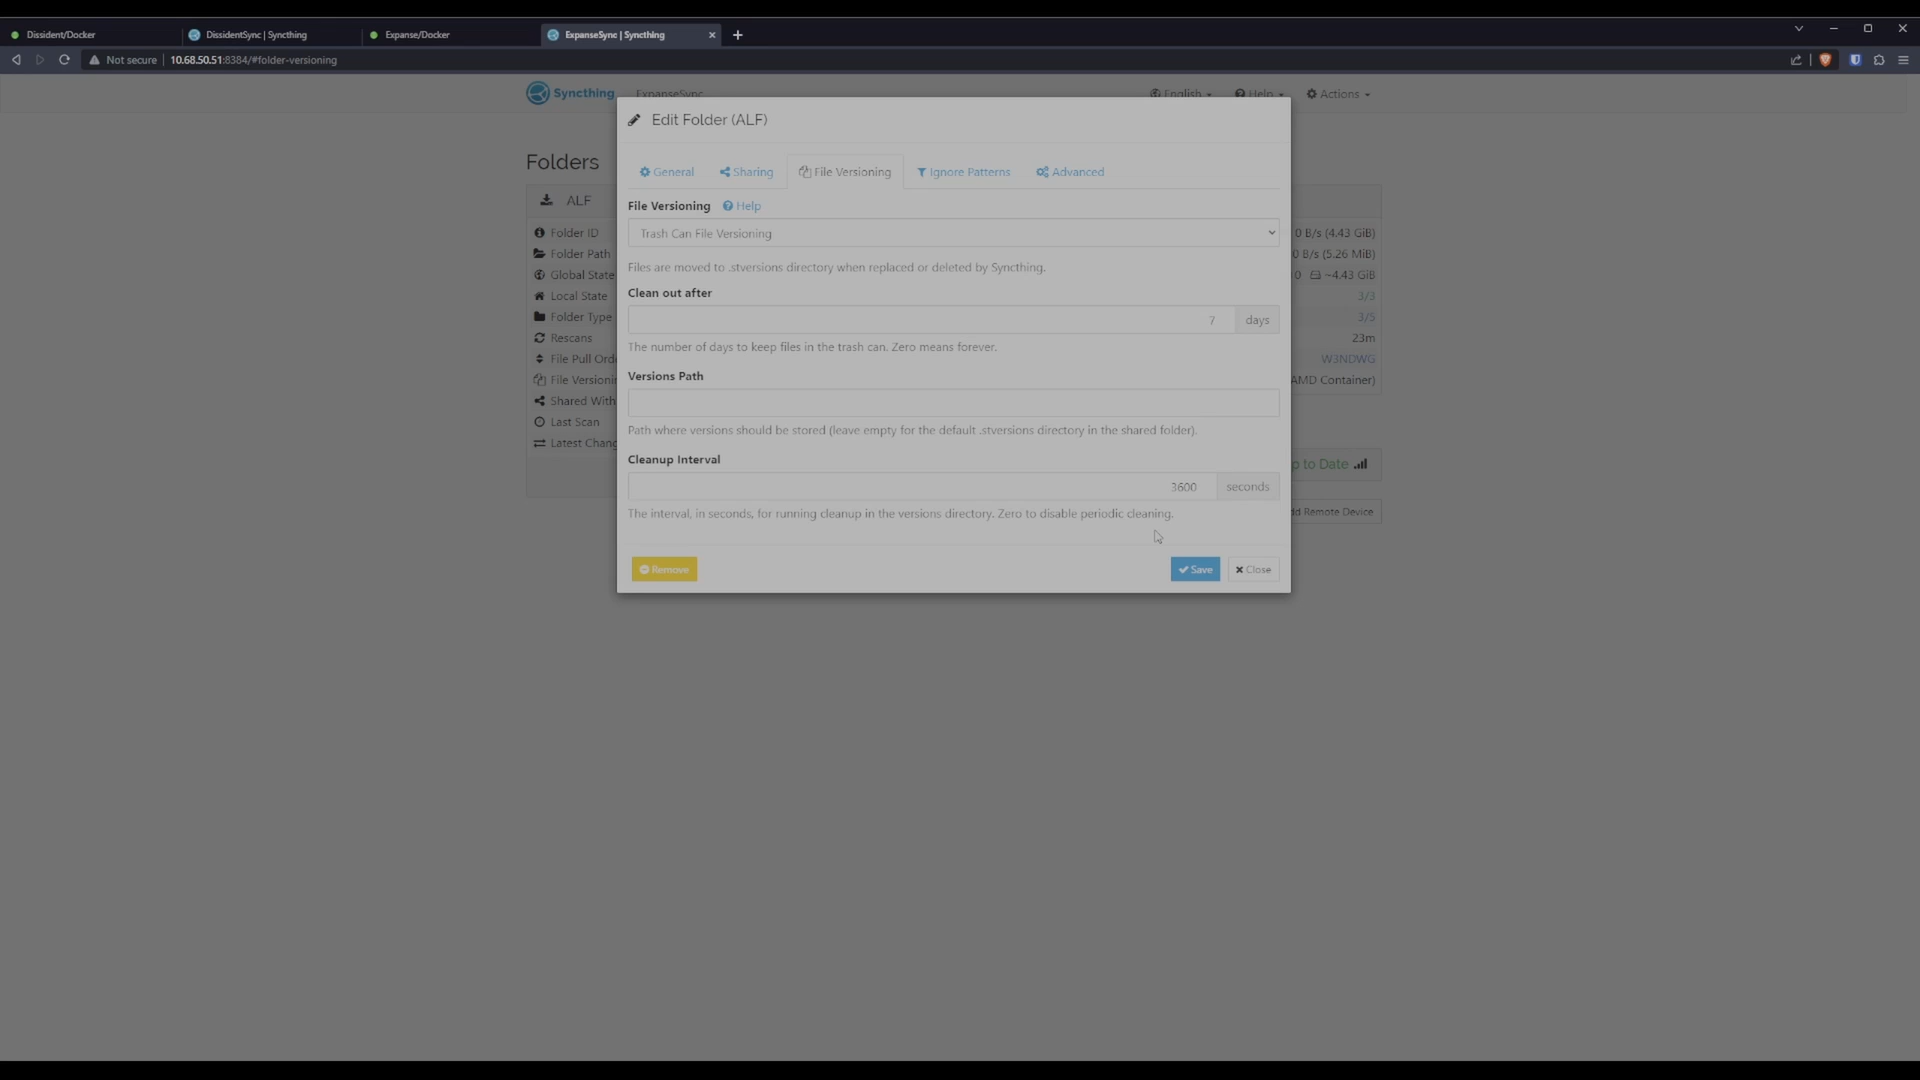 Dissident/Docker
DissidentSync | Syncthing
Expanse/Docker
ExpanseSync | Syncthing
Not secure
10.68.50.51:8384/#folder-versioning
Syncthing
ExpanseSync
English
Help
Actions
Edit Folder (ALF)
General
Sharing
File Versioning
Ignore Patterns
Advanced
File Versioning
Help
Trash Can File Versioning
Files are moved to .stversions directory when replaced or deleted by Syncthing.
Clean out after
7
days
The number of days to keep files in the trash can. Zero means forever.
Versions Path
Path where versions should be stored (leave empty for the default .stversions directory in the shared folder).
Cleanup Interval
3600
seconds
The interval, in seconds, for running cleanup in the versions directory. Zero to disable periodic cleaning.
Remove
Save
Close
Folders
ALF
Folder ID
Folder Path
Global State
Local State
Folder Type
Rescans
File Pull Orde
File Versionin
Shared With
Last Scan
Latest Chang
0 B/s (4.43 GiB)
0 B/s (5.26 MiB)
0 ~4.43 GiB
3/3
3/5
23m
W3NDWG
AMD Container)
p to Date
dd Remote Device